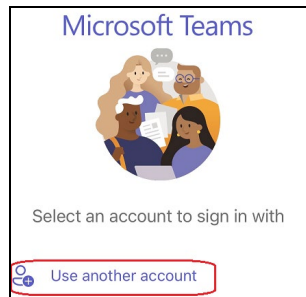 Microsoft Teams
Select an account to sign in with
Use another account